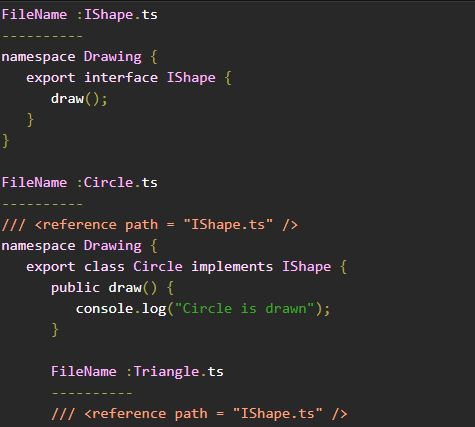 FileName :IShape.ts
----------
namespace Drawing {
   export interface IShape {
      draw();
   }
}

FileName :Circle.ts
----------
/// <reference path = "IShape.ts" />
namespace Drawing {
   export class Circle implements IShape {
      public draw() {
         console.log("Circle is drawn");
      }

      FileName :Triangle.ts
      ----------
      /// <reference path = "IShape.ts" />